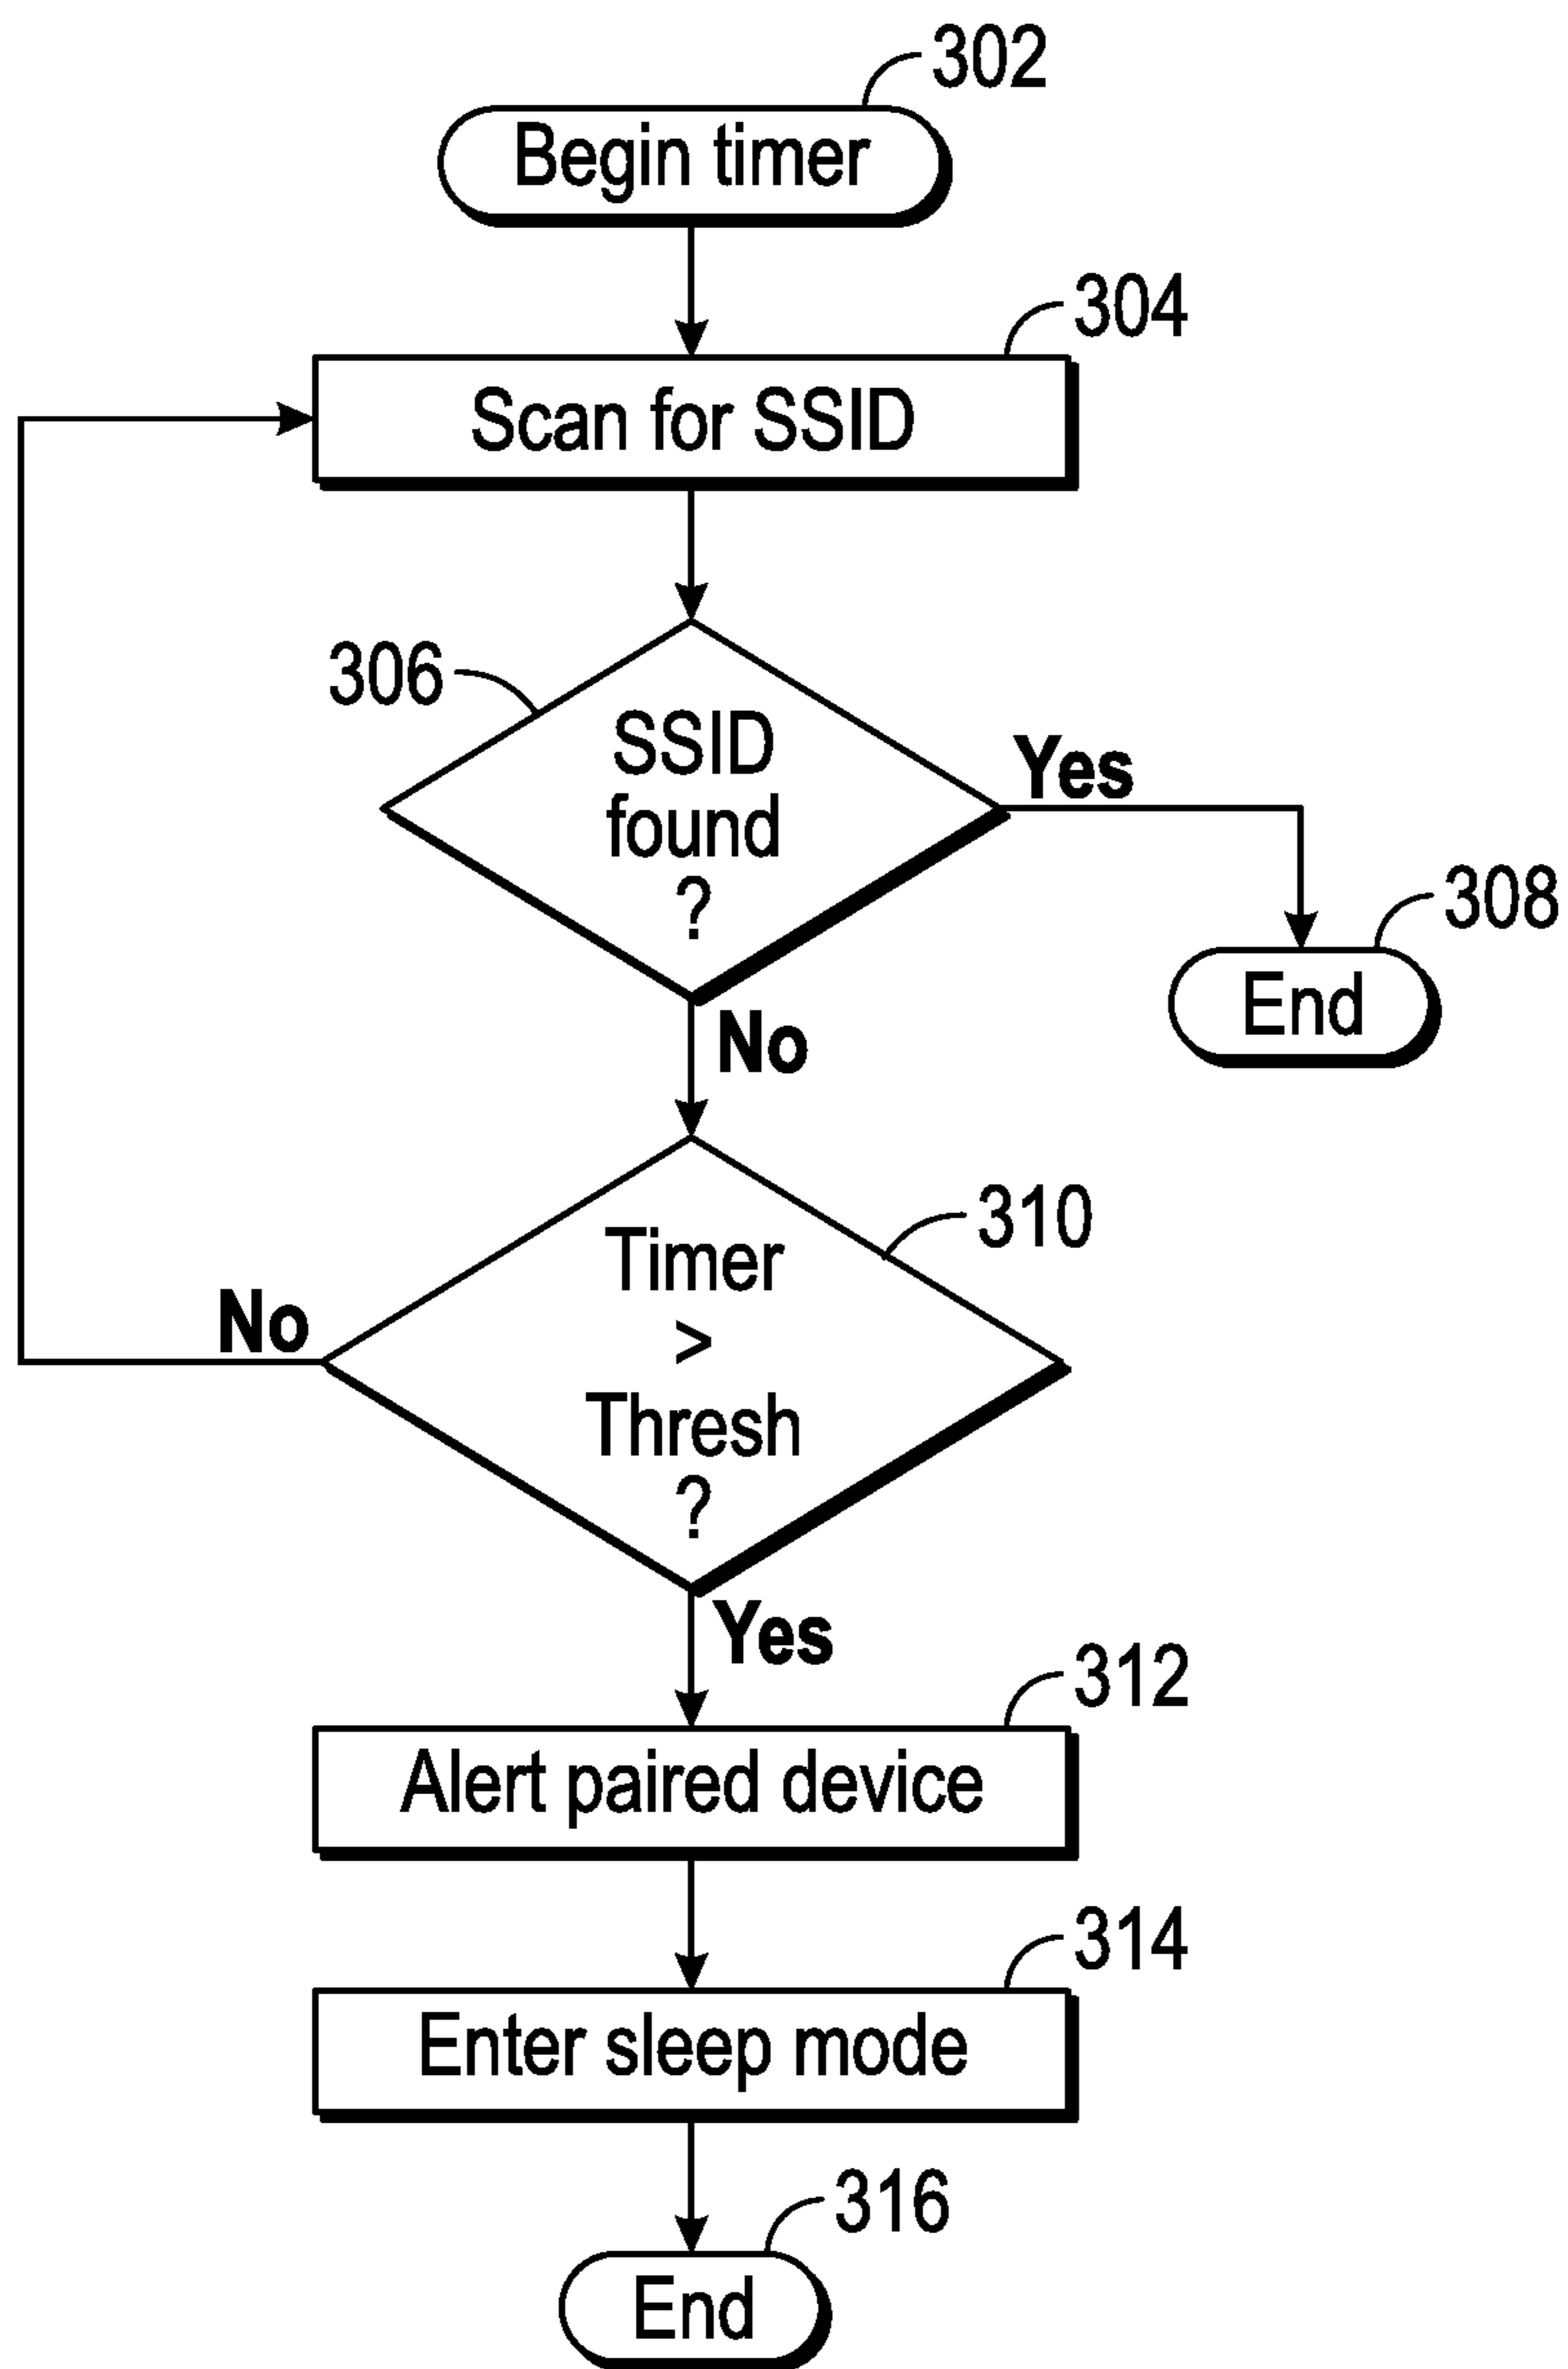 302
Begin timer
304
Scan for SSID
306
SSID
found
?
Yes
308
End
No
310
Timer
>
Thresh
?
No
Yes
312
Alert paired device
314
Enter sleep mode
316
End